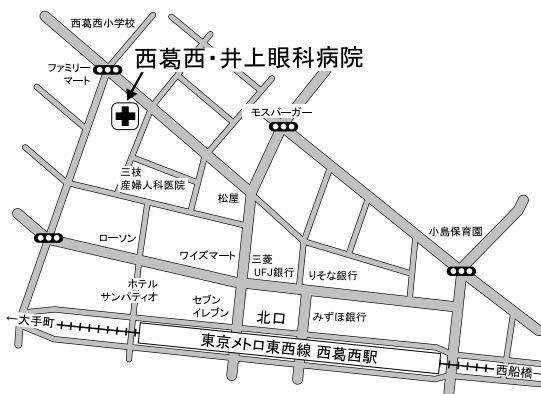 西葛西小学校
西葛西・井上眼科病院
ファミリー
マート
モスバーガー
三枝
産婦人科医院
松屋
小島保育園
ローソン
ワイズマート
三菱
UFJ銀行
りそな銀行
ホテル
サンパティオ
セブン
イレブン
北口
みずほ銀行
←大手町
東京メトロ東西線 西葛西駅
西船橋→